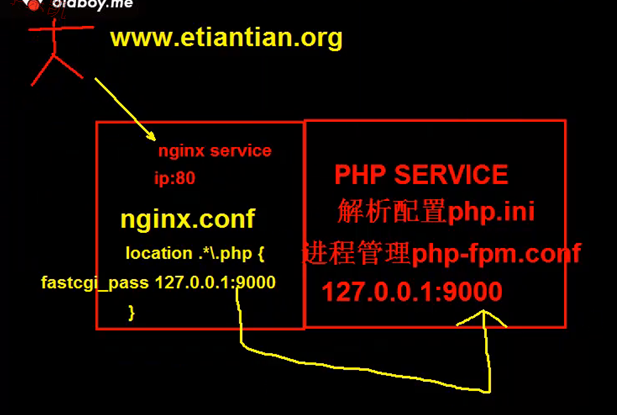 oldboy.me
www.etiantian.org
nginx service
ip:80
nginx.conf
location .*\.php {
fastcgi_pass 127.0.0.1:9000
}
PHP SERVICE
解析配置php.ini
进程管理php-fpm.conf
127.0.0.1:9000